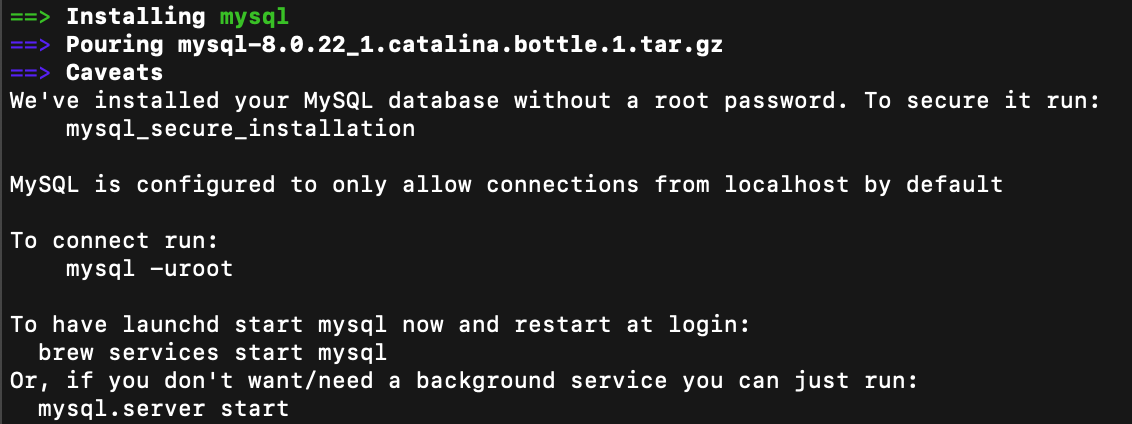 ==> Installing mysql
==> Pouring mysql-8.0.22_1.catalina.bottle.1.tar.gz
==> Caveats
We've installed your MySQL database without a root password. To secure it run:
    mysql_secure_installation

MySQL is configured to only allow connections from localhost by default

To connect run:
    mysql -uroot

To have launchd start mysql now and restart at login:
  brew services start mysql
Or, if you don't want/need a background service you can just run:
  mysql.server start